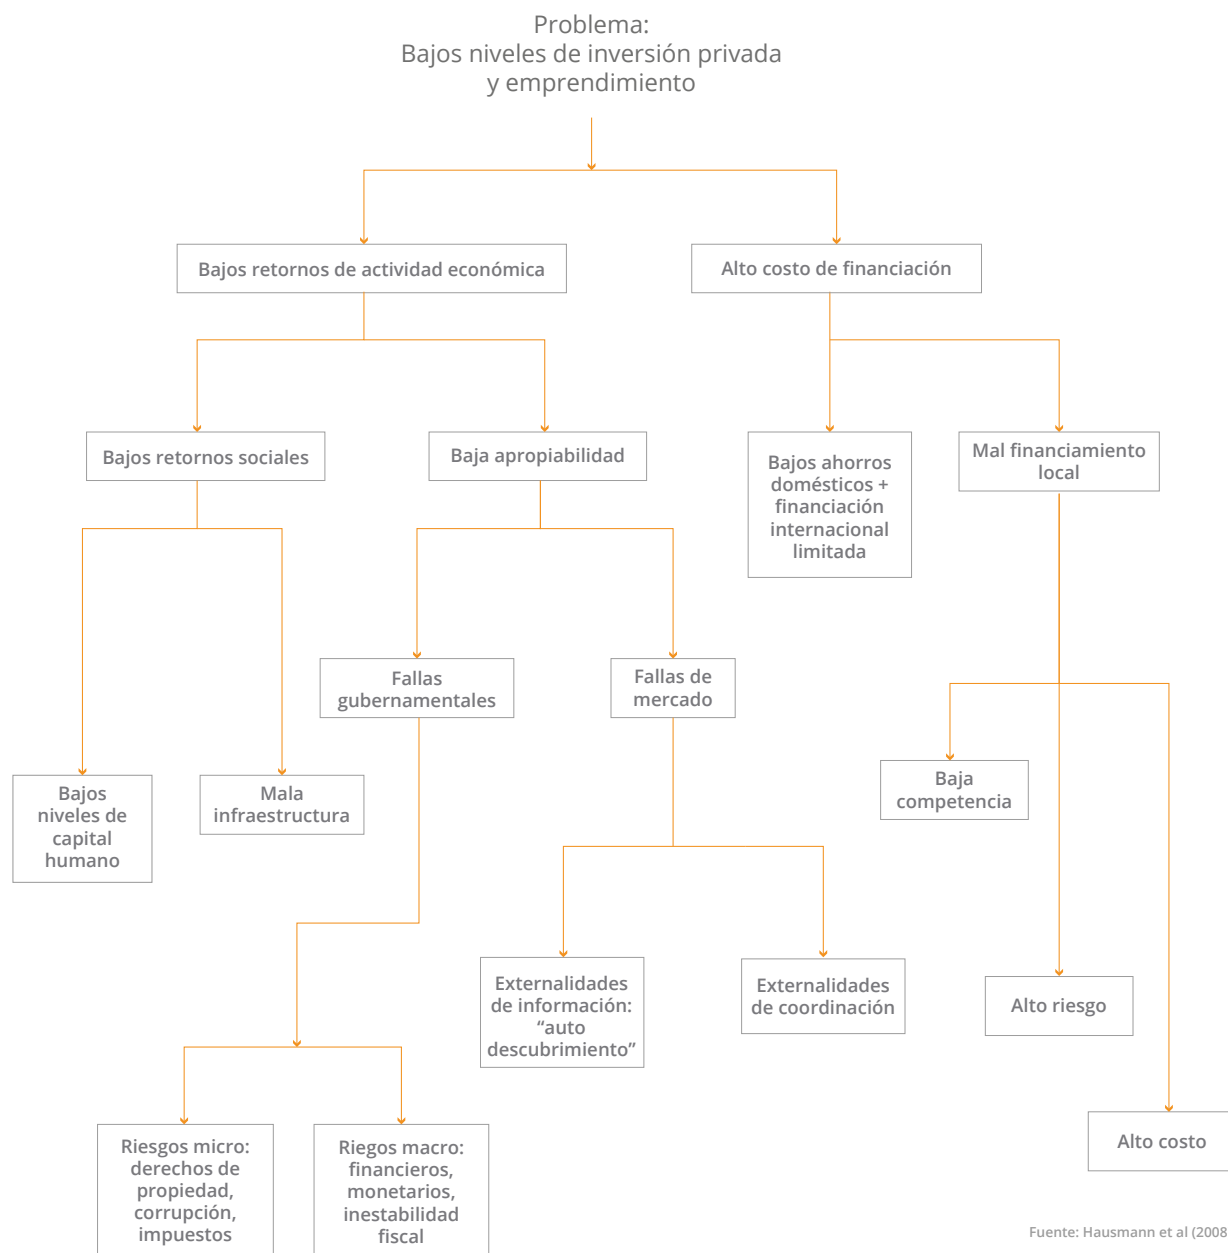 Problema:
Bajos niveles de inversión privada
y emprendimiento
Bajos retornos de actividad económica
Alto costo de financiación
Bajos retornos sociales
Baja apropiabilidad
Bajos ahorros
domésticos +
financiación
internacional
limitada
Mal financiamiento
local
Fallas
gubernamentales
Fallas de
mercado
Bajos
niveles de
capital
humano
Mala
infraestructura
Baja
competencia
Externalidades
de información:
“auto
descubrimiento”
Externalidades
de coordinación
Alto riesgo
Riesgos micro:
derechos de
propiedad,
corrupción,
impuestos
Riegos macro:
financieros,
monetarios,
inestabilidad
fiscal
Alto costo
Fuente: Hausmann et al (2008